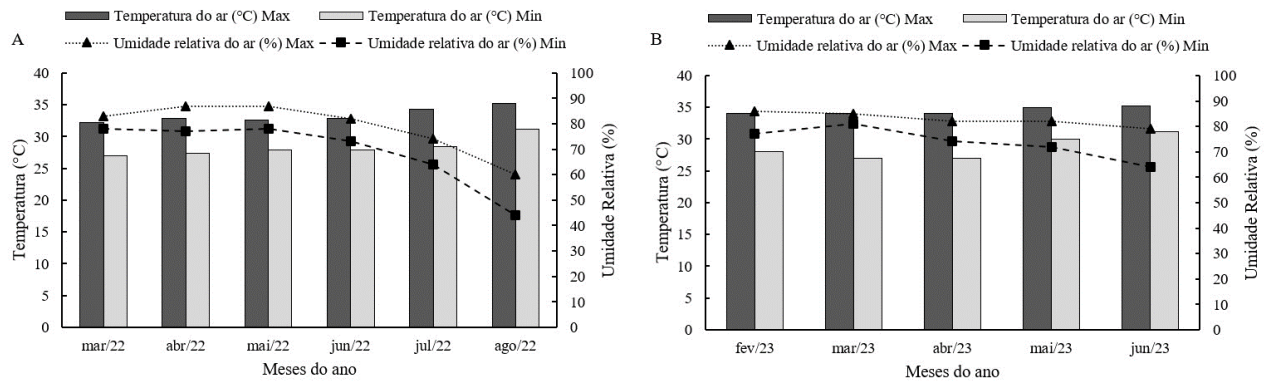 A
Temperatura do ar (°C) Max Temperatura do ar (°C) Min
Umidade relativa do ar (%) Max Umidade relativa do ar (%) Min
Temperatura (°C)
40
35
30
25
20
15
10
5
0
100
90
80
70
60
50
40
30
20
10
0
Umidade Relativa (%)
mar/22 abr/22 mai/22 jun/22 jul/22 ago/22
Meses do ano
B
Temperatura do ar (°C) Max Temperatura do ar (°C) Min
Umidade relativa do ar (%) Max Umidade relativa do ar (%) Min
Temperatura (°C)
40
35
30
25
20
15
10
5
0
100
90
80
70
60
50
40
30
20
10
0
Umidade Relativa (%)
fev/23 mar/23 abr/23 mai/23 jun/23
Meses do ano